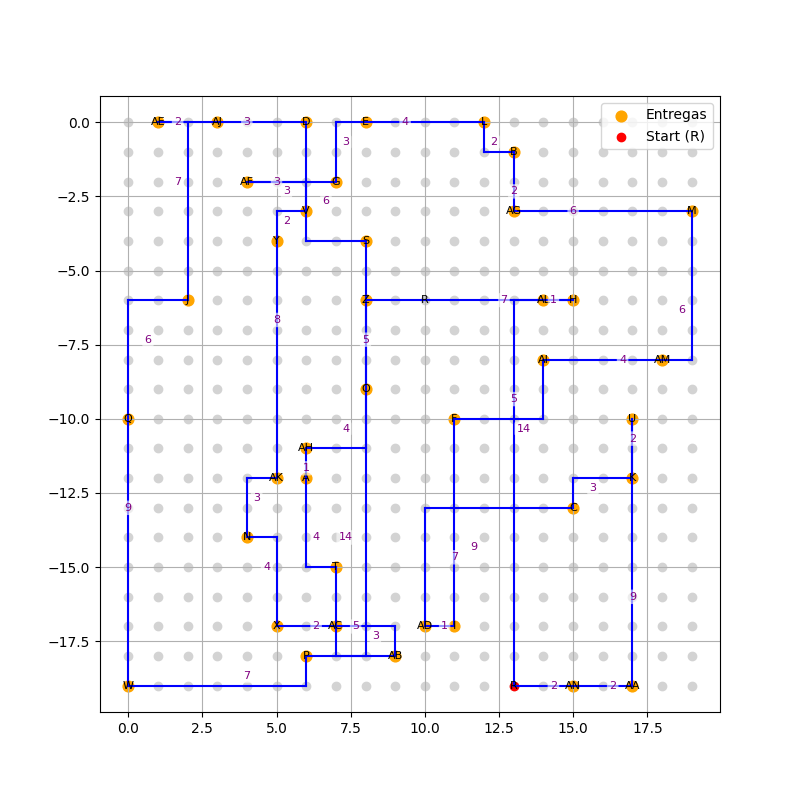 Entregas
Start (R)
0.0
−2.5
−5.0
−7.5
−10.0
−12.5
−15.0
−17.5
0.0
2.5
5.0
7.5
10.0
12.5
15.0
17.5
AE 2 AJ 3 D E 4 L
3 2 B
7 AF 3 G
3 2
6
V AG 6 M
2
Y S
J Z R 7 AL 1 H
6
8
6 5
AI 4 AM
O
5
Q F U
4 14
2
AH
1
AK A K
3 3
9 C
N 4 14
9
7
4 T
9
X 2 AC 5 AD 1
3
P AB
7
W 2 AN 2 AA